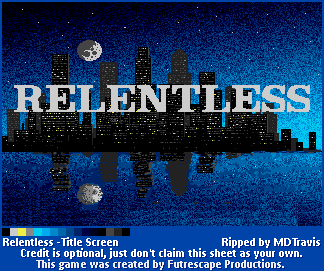 RELENTLESS
Relentless -Title Screen Ripped by MDTravis
Credit is optional, just don't claim this sheet as your own.
This game was created by Futrescape Productions.